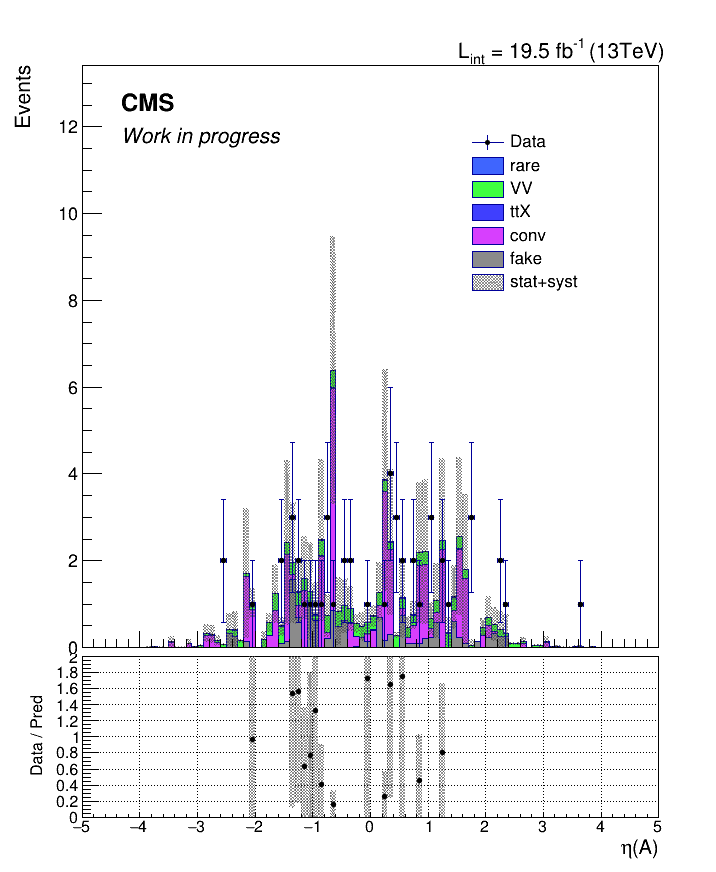 L_int = 19.5 fb^-1 (13TeV)
Events
CMS
Work in progress
Data
rare
VV
ttX
conv
fake
stat+syst
12
10
8
6
4
2
0
Data / Pred
2
1.8
1.6
1.4
1.2
1
0.8
0.6
0.4
0.2
0
−5 −4 −3 −2 −1 0 1 2 3 4 5
η(A)